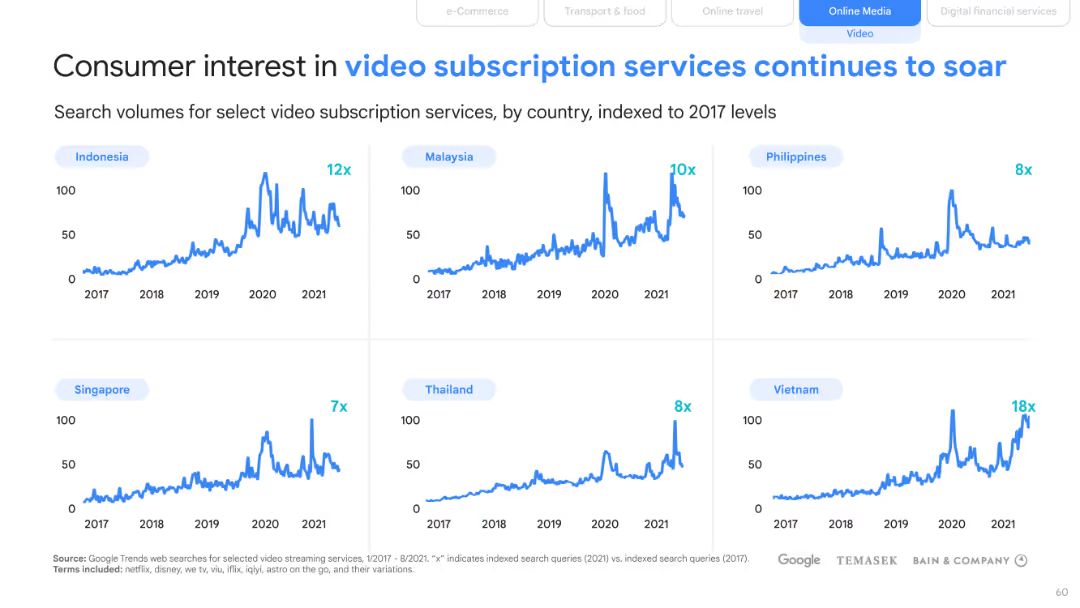 e-Commerce
Transport & food
Online travel
Online Media
Digital financial services
Video
Consumer interest in video subscription services continues to soar
Search volumes for select video subscription services, by country, indexed to 2017 levels
Indonesia
12x
100
50
0
2017 2018 2019 2020 2021
Malaysia
10x
100
50
0
2017 2018 2019 2020 2021
Philippines
8x
100
50
0
2017 2018 2019 2020 2021
Singapore
7x
100
50
0
2017 2018 2019 2020 2021
Thailand
8x
100
50
0
2017 2018 2019 2020 2021
Vietnam
18x
100
50
0
2017 2018 2019 2020 2021
Source: Google Trends web searches for selected video streaming services, 1/2017 - 8/2021. “x” indicates indexed search queries (2021) vs. indexed search queries (2017).
Terms included: netflix, disney, we tv, viu, iflix, iqiyi, astro on the go, and their variations.
Google TEMASEK BAIN & COMPANY
60